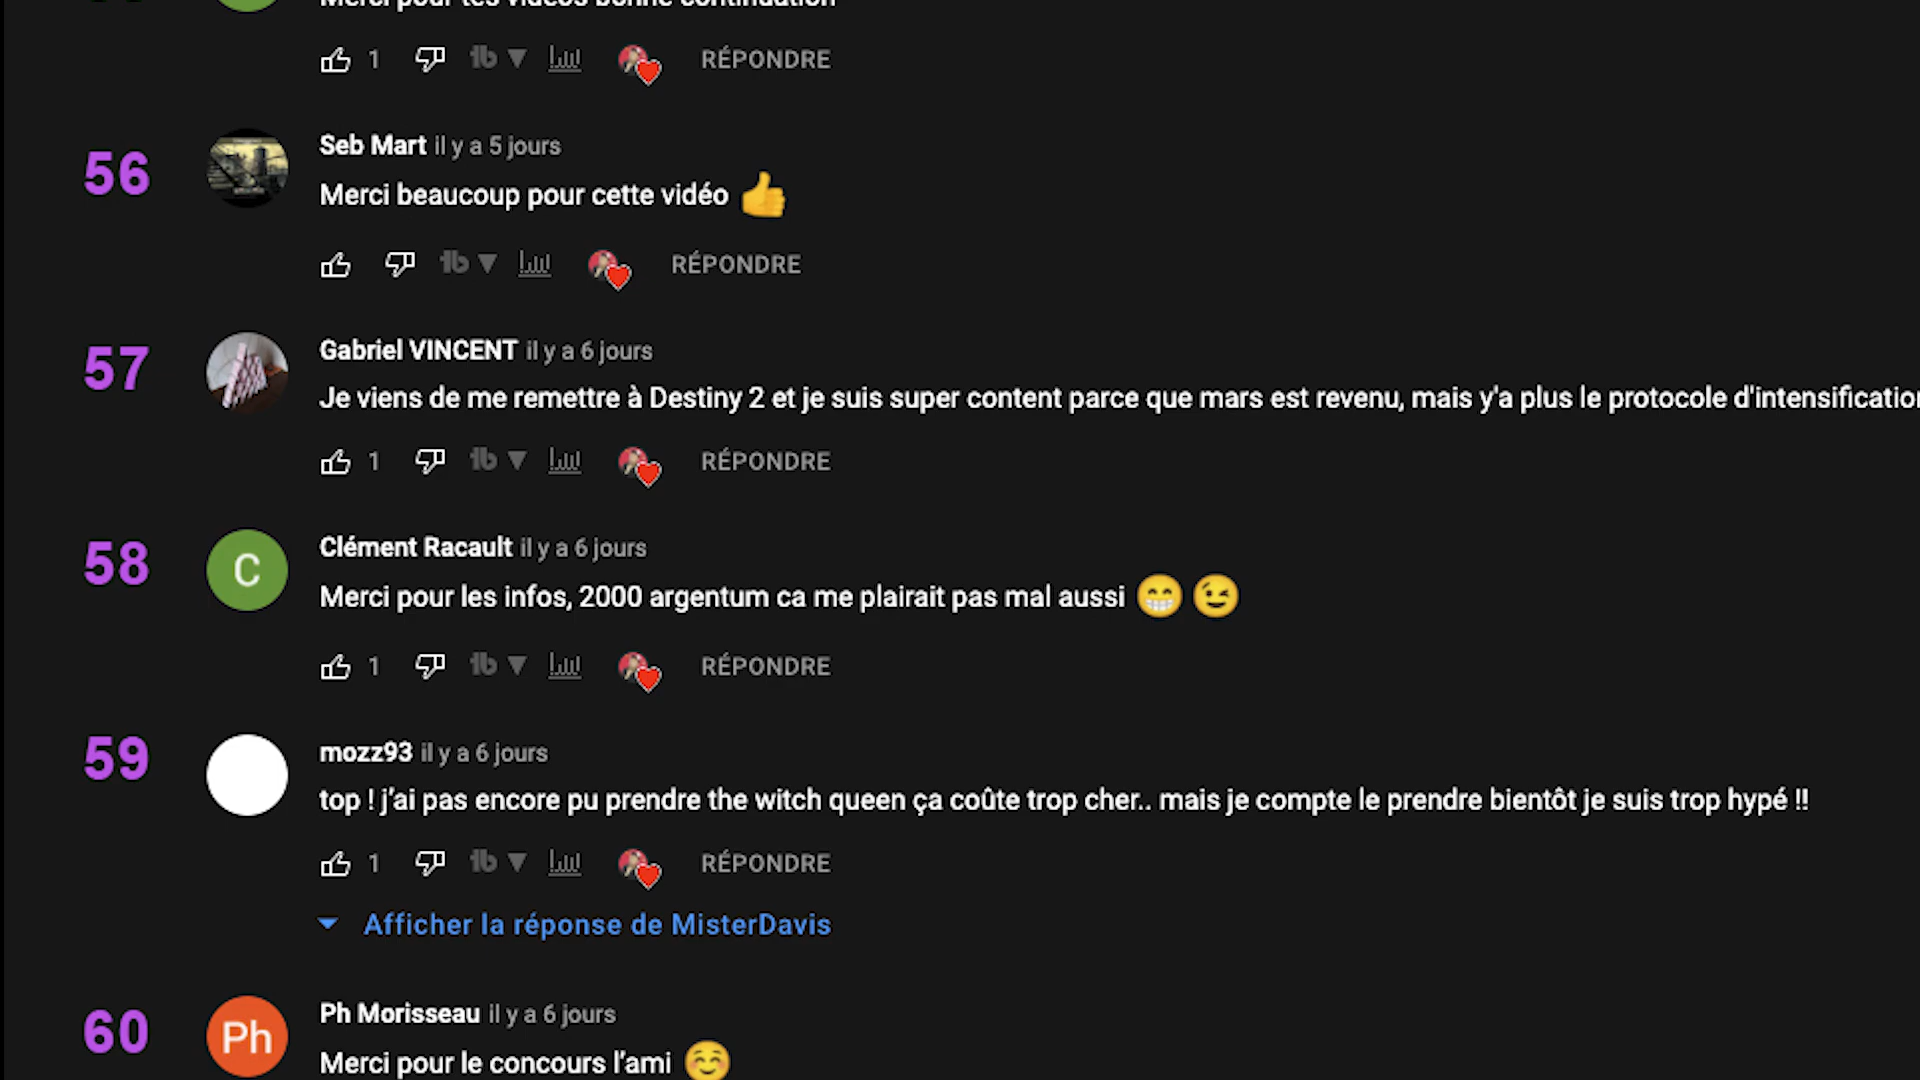 Merci pour tes vidéos bonne continuation
1 RÉPONDRE
56
Seb Mart il y a 5 jours
Merci beaucoup pour cette vidéo 👍
RÉPONDRE
57
Gabriel VINCENT il y a 6 jours
Je viens de me remettre à Destiny 2 et je suis super content parce que mars est revenu, mais y'a plus le protocole d'intensification
1 RÉPONDRE
58
C
Clément Racault il y a 6 jours
Merci pour les infos, 2000 argentum ca me plairait pas mal aussi 😁 😉
1 RÉPONDRE
59
mozz93 il y a 6 jours
top ! j'ai pas encore pu prendre the witch queen ça coûte trop cher.. mais je compte le prendre bientôt je suis trop hypé !!
1 RÉPONDRE
Afficher la réponse de MisterDavis
60
Ph
Ph Morisseau il y a 6 jours
Merci pour le concours l'ami ☺️